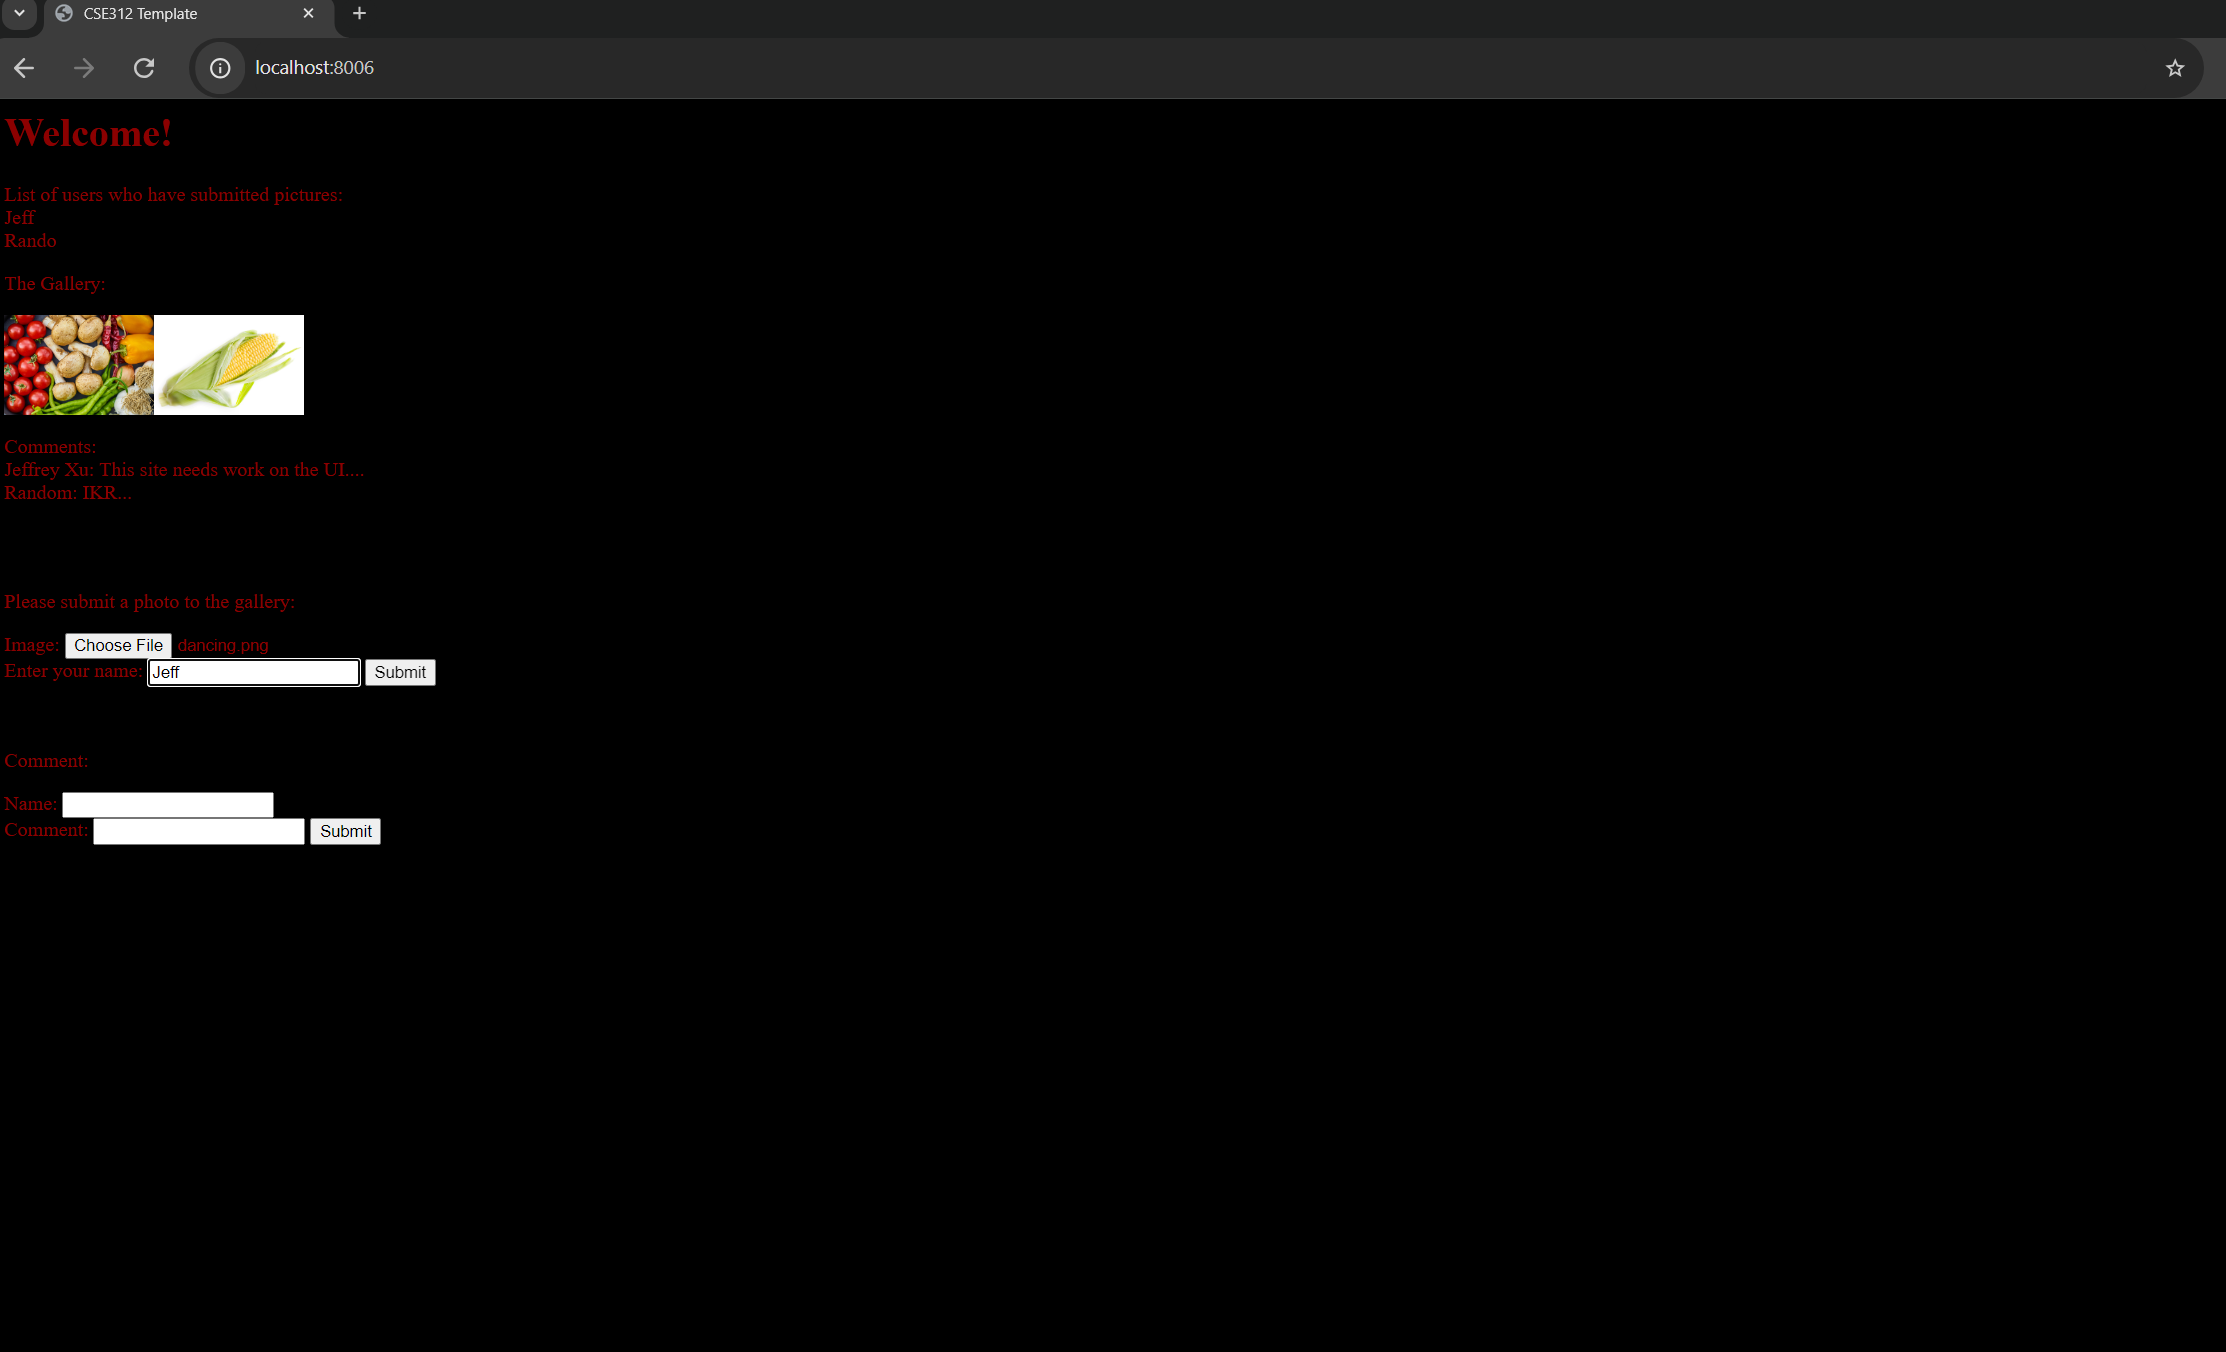 CSE312 Template
localhost:8006
Welcome!
List of users who have submitted pictures:
Jeff
Rando
The Gallery:
Comments:
Jeffrey Xu: This site needs work on the UI....
Random: IKR...
Please submit a photo to the gallery:
Image: Choose File dancing.png
Enter your name: Jeff Submit
Comment:
Name:
Comment: Submit